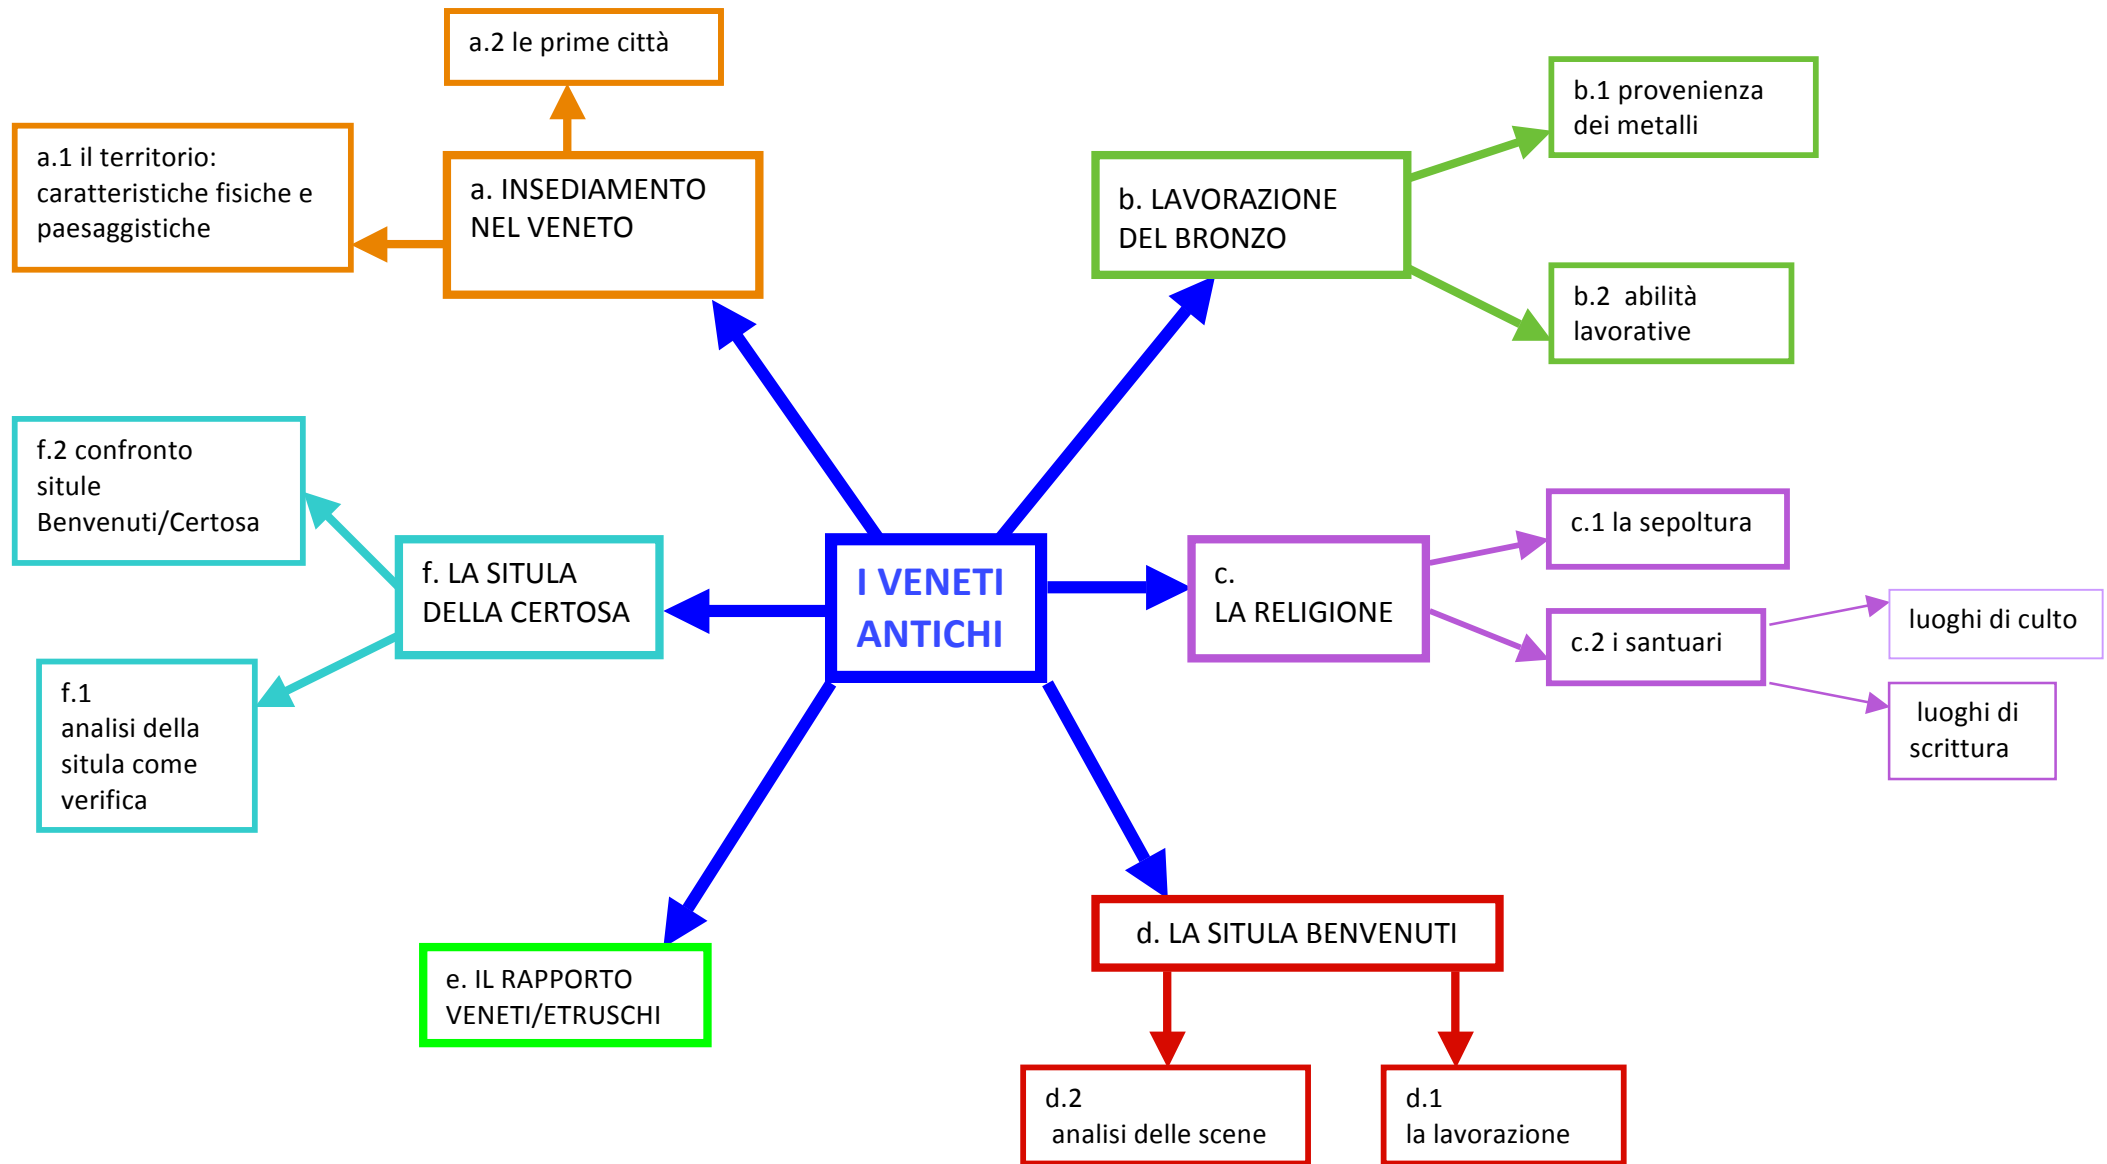 a.2 le prime città
a.1 il territorio:
caratteristiche fisiche e
paesaggistiche
a. INSEDIAMENTO
NEL VENETO
b. LAVORAZIONE
DEL BRONZO
b.1 provenienza
dei metalli
b.2 abilità
lavorative
f.2 confronto
situle
Benvenuti/Certosa
f. LA SITULA
DELLA CERTOSA
f.1
analisi della
situla come
verifica
I VENETI
ANTICHI
c.
LA RELIGIONE
c.1 la sepoltura
c.2 i santuari
luoghi di culto
luoghi di
scrittura
e. IL RAPPORTO
VENETI/ETRUSCHI
d. LA SITULA BENVENUTI
d.2
analisi delle scene
d.1
la lavorazione